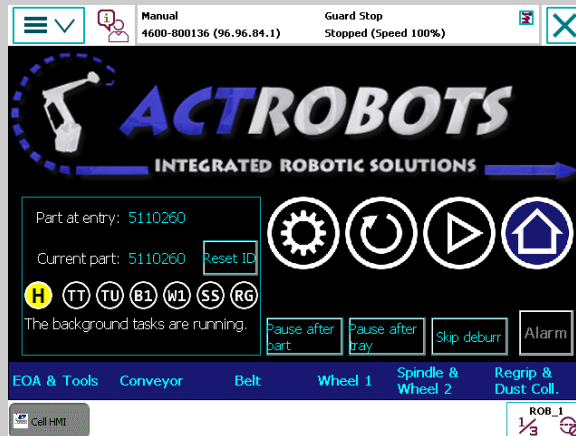 Manual
Guard Stop
4600-800136 (96.96.84.1)
Stopped (Speed 100%)
ACTROBOTS
INTEGRATED ROBOTIC SOLUTIONS
Part at entry: 5110260
Current part: 5110260
Reset ID
H TT TU B1 W1 SS RG
The background tasks are running.
Pause after
part
Pause after
tray
Skip deburr
Alarm
EOA & Tools
Conveyor
Belt
Wheel 1
Spindle &
Wheel 2
Regrip &
Dust Coll.
Cell HMI
ROB_1
1/3